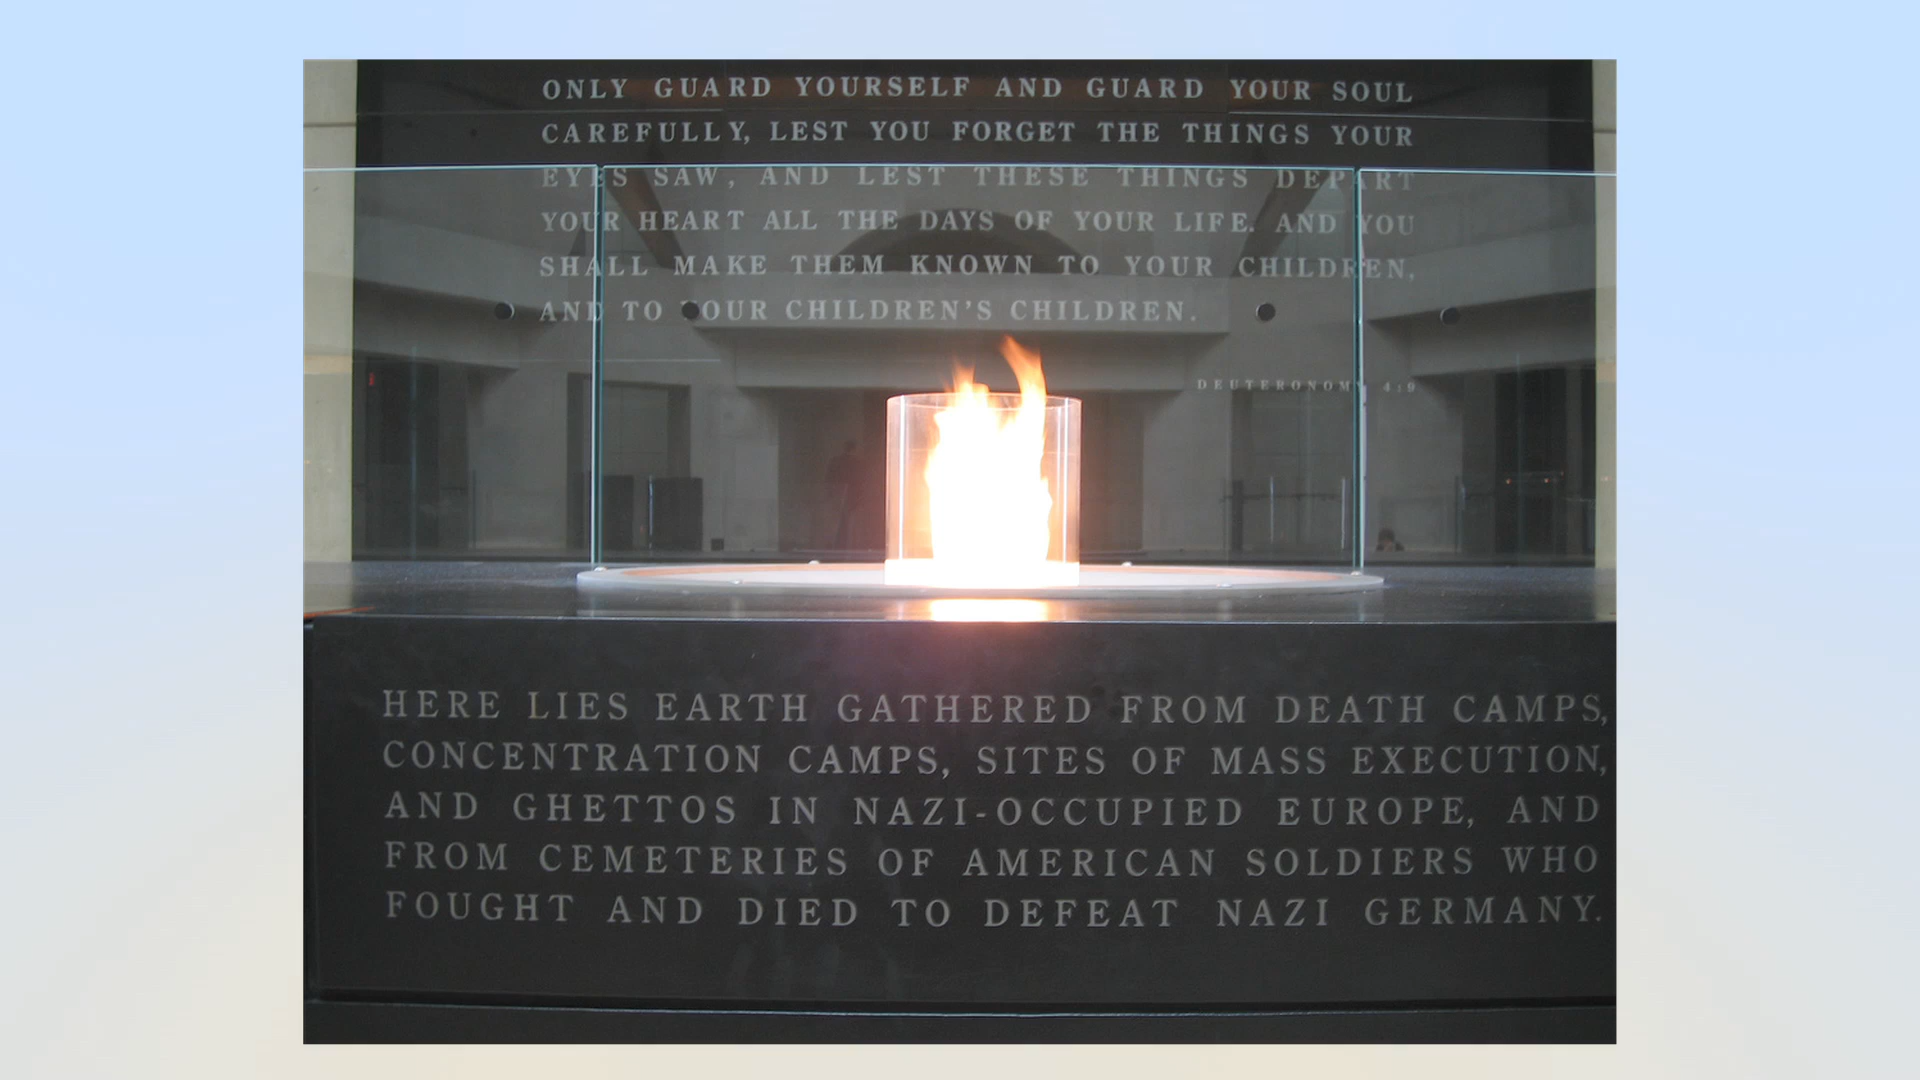 ONLY GUARD YOURSELF AND GUARD YOUR SOUL
CAREFULLY, LEST YOU FORGET THE THINGS YOUR
EYES SAW, AND LEST THESE THINGS DEPART
YOUR HEART ALL THE DAYS OF YOUR LIFE. AND YOU
SHALL MAKE THEM KNOWN TO YOUR CHILDREN,
AND TO YOUR CHILDREN'S CHILDREN.
DEUTERONOMY 4:9
HERE LIES EARTH GATHERED FROM DEATH CAMPS,
CONCENTRATION CAMPS, SITES OF MASS EXECUTION,
AND GHETTOS IN NAZI-OCCUPIED EUROPE, AND
FROM CEMETERIES OF AMERICAN SOLDIERS WHO
FOUGHT AND DIED TO DEFEAT NAZI GERMANY.